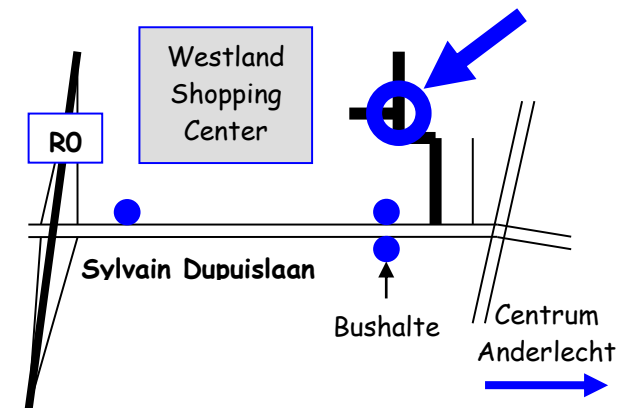 Westland
Shopping
Center
R0
Sylvain Dupuislaan
Bushalte
Centrum
Anderlecht